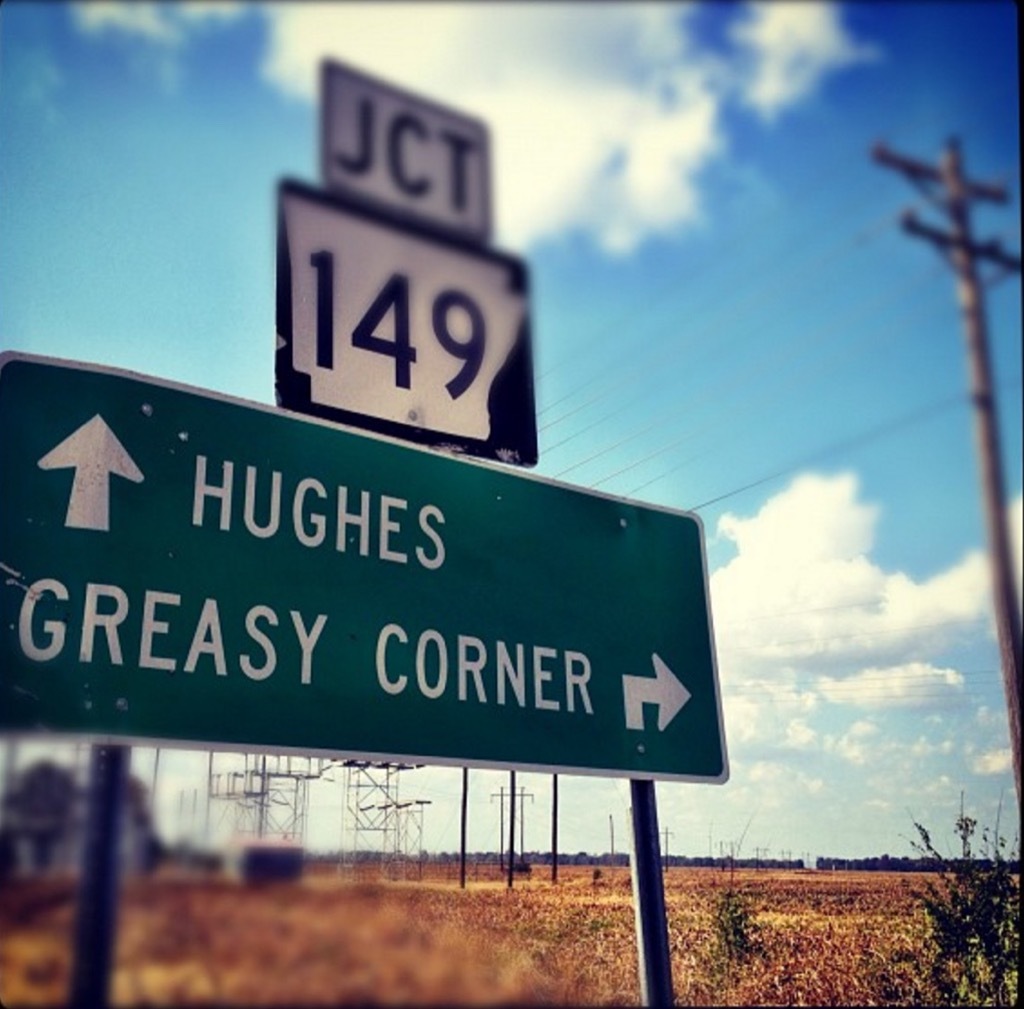 JCT
149
HUGHES
GREASY CORNER